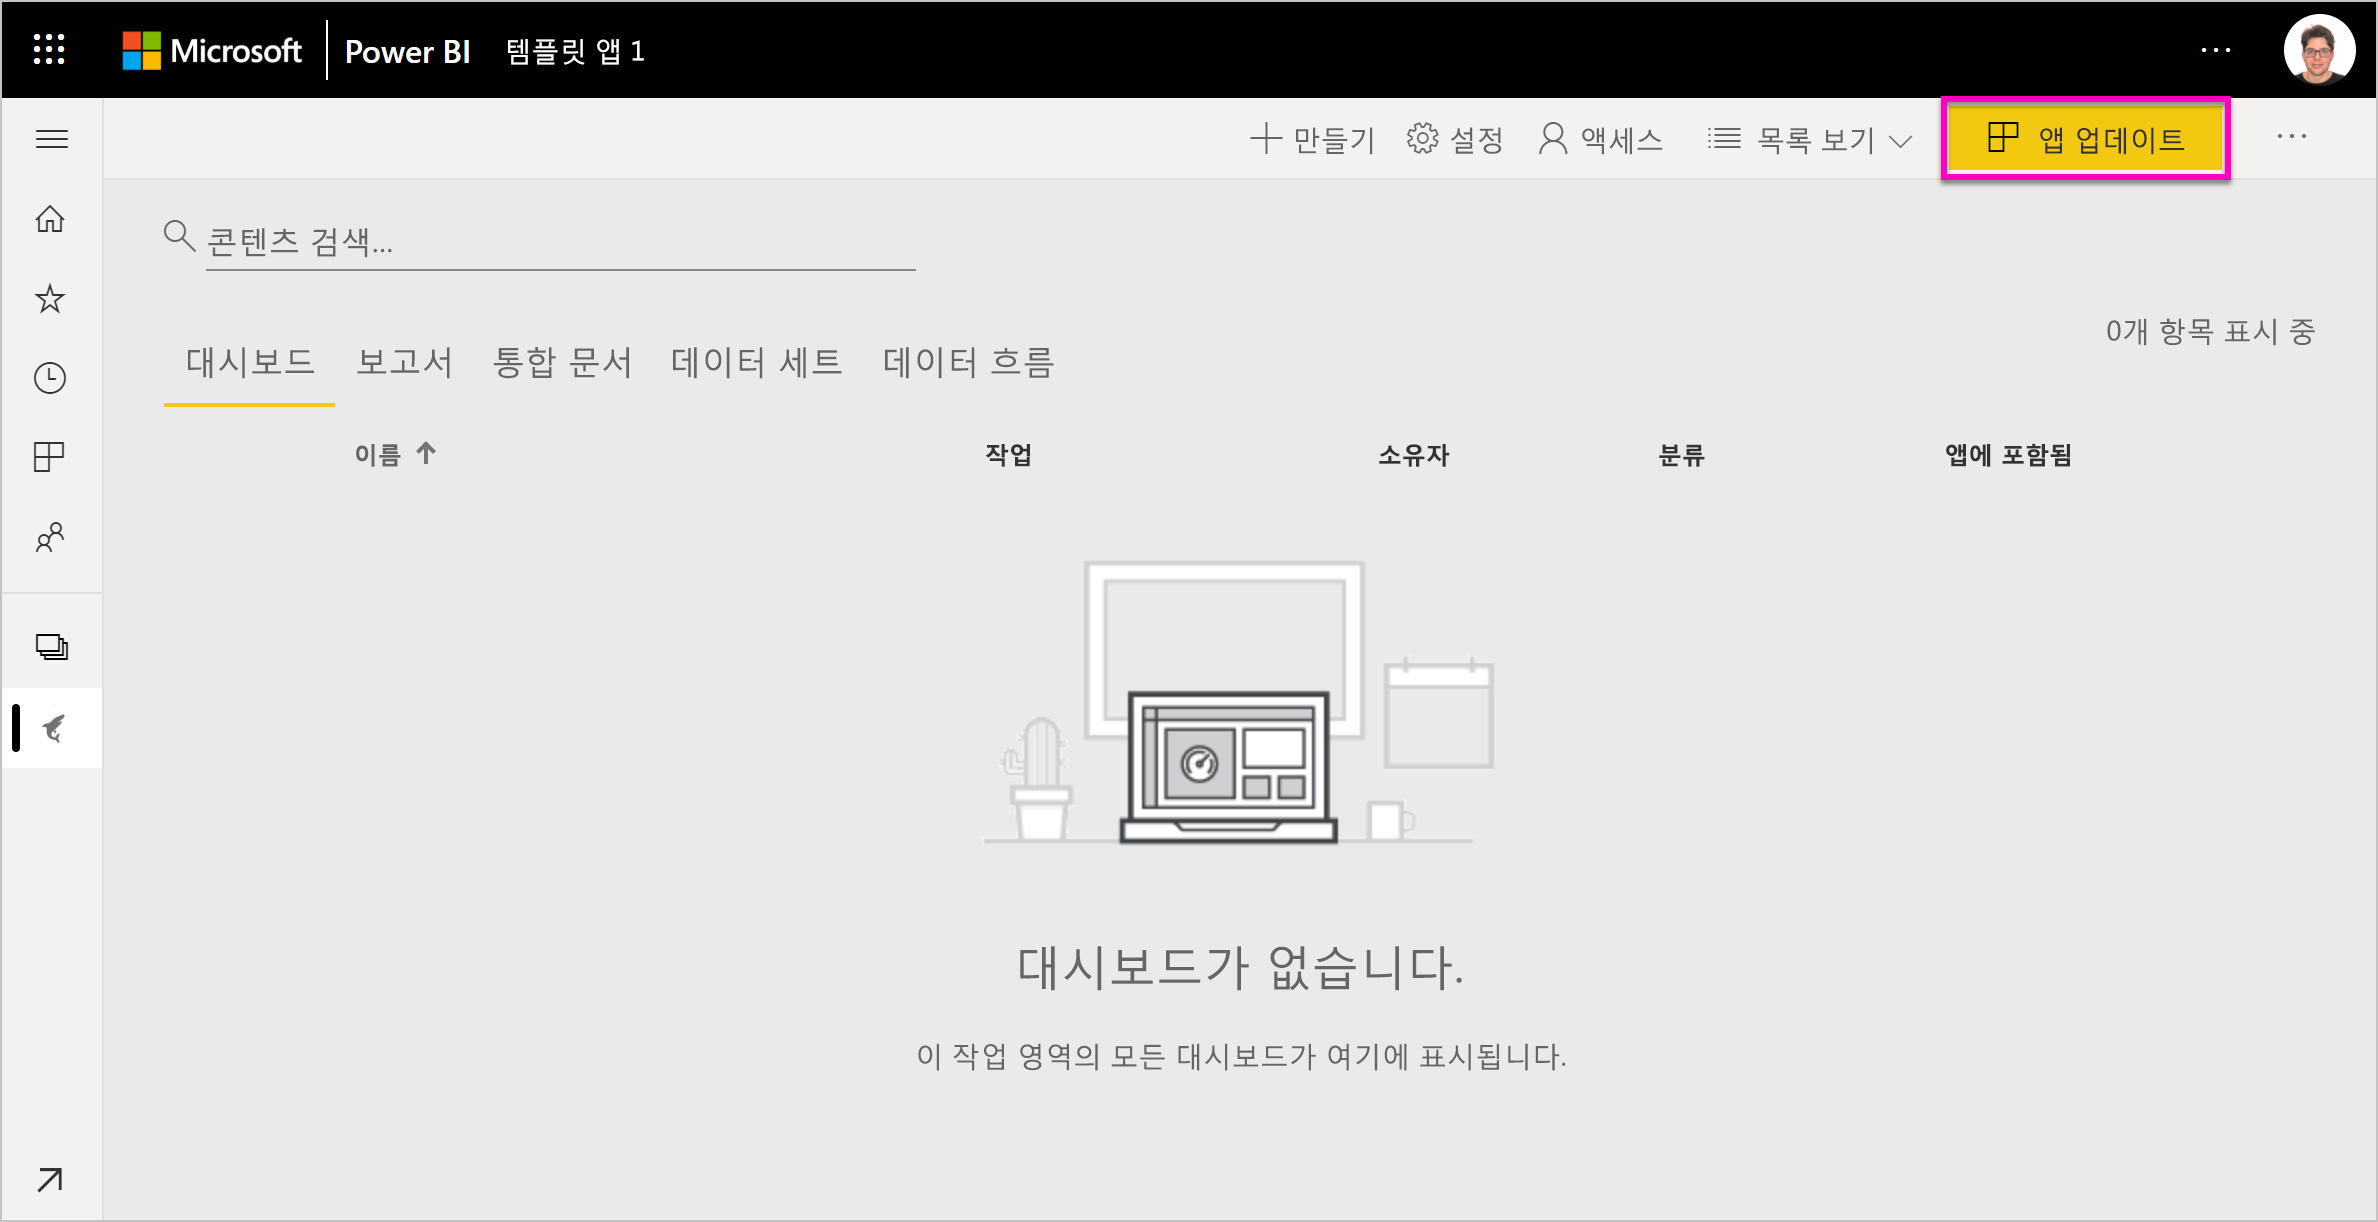 Microsoft Power BI 템플릿 앱 1
만들기 설정 액세스 목록 보기 앱 업데이트
콘텐츠 검색...
0개 항목 표시 중
대시보드 보고서 통합 문서 데이터 세트 데이터 흐름
이름 작업 소유자 분류 앱에 포함됨
대시보드가 없습니다.
이 작업 영역의 모든 대시보드가 여기에 표시됩니다.